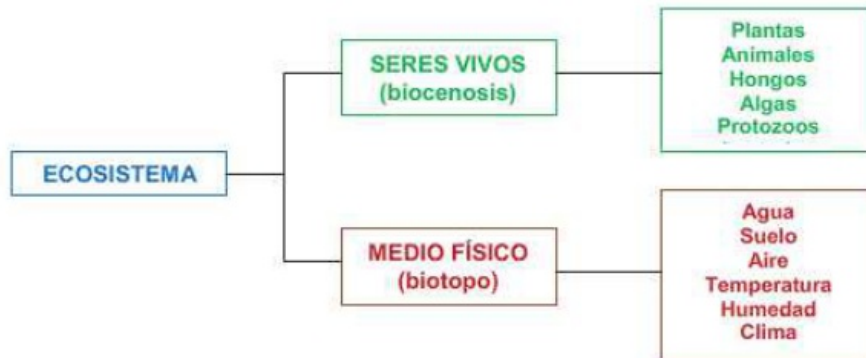 ECOSISTEMA
SERES VIVOS
(biocenosis)
Plantas
Animales
Hongos
Algas
Protozoos
MEDIO FÍSICO
(biotopo)
Agua
Suelo
Aire
Temperatura
Humedad
Clima